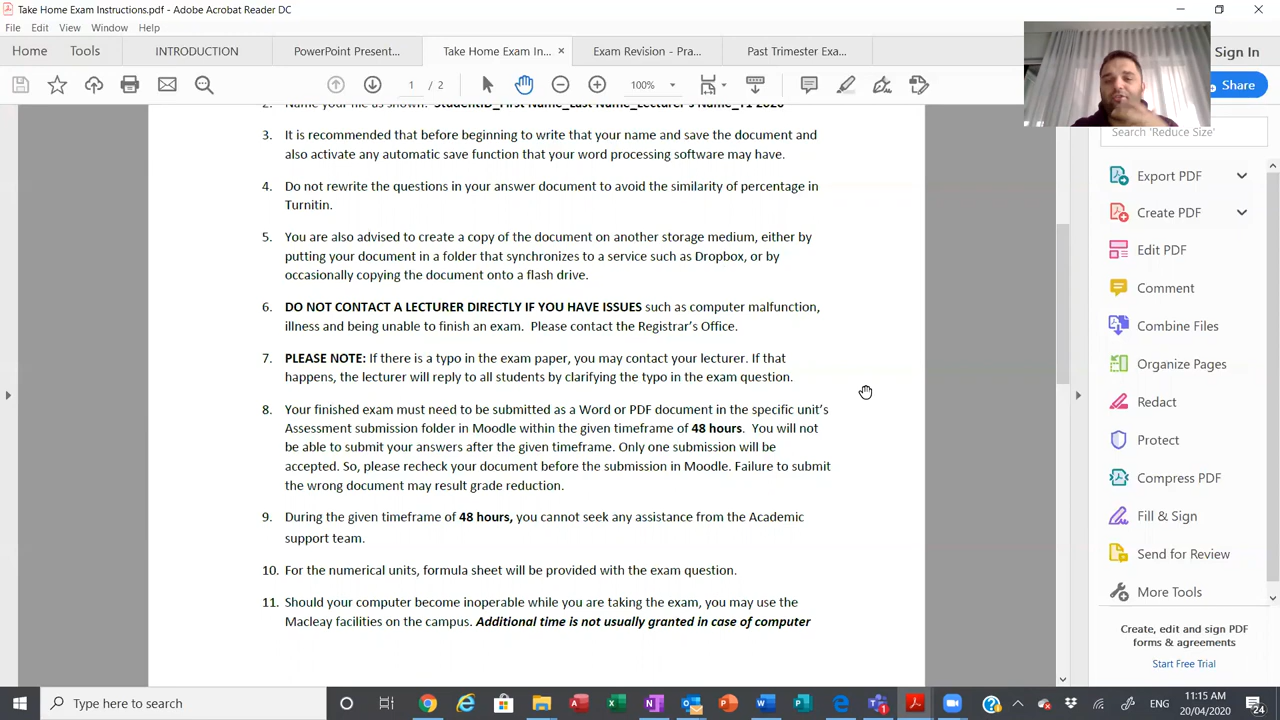 Take Home Exam Instructions.pdf - Adobe Acrobat Reader DC
File Edit View Window Help
Home Tools INTRODUCTION PowerPoint Present... Take Home Exam In... × Exam Revision - Pra... Past Trimester Exa... Sign In
1 / 2 100% Share
Search 'Reduce Size'
2. Name your file as shown: StudentID_First Name_Last Name_Lecturer's Name_T1 2020
3. It is recommended that before beginning to write that your name and save the document and
also activate any automatic save function that your word processing software may have.
4. Do not rewrite the questions in your answer document to avoid the similarity of percentage in
Turnitin.
5. You are also advised to create a copy of the document on another storage medium, either by
putting your document in a folder that synchronizes to a service such as Dropbox, or by
occasionally copying the document onto a flash drive.
6. DO NOT CONTACT A LECTURER DIRECTLY IF YOU HAVE ISSUES such as computer malfunction,
illness and being unable to finish an exam. Please contact the Registrar's Office.
7. PLEASE NOTE: If there is a typo in the exam paper, you may contact your lecturer. If that
happens, the lecturer will reply to all students by clarifying the typo in the exam question.
8. Your finished exam must need to be submitted as a Word or PDF document in the specific unit's
Assessment submission folder in Moodle within the given timeframe of 48 hours. You will not
be able to submit your answers after the given timeframe. Only one submission will be
accepted. So, please recheck your document before the submission in Moodle. Failure to submit
the wrong document may result grade reduction.
9. During the given timeframe of 48 hours, you cannot seek any assistance from the Academic
support team.
10. For the numerical units, formula sheet will be provided with the exam question.
11. Should your computer become inoperable while you are taking the exam, you may use the
Macleay facilities on the campus. Additional time is not usually granted in case of computer
Export PDF
Create PDF
Edit PDF
Comment
Combine Files
Organize Pages
Redact
Protect
Compress PDF
Fill & Sign
Send for Review
More Tools
Create, edit and sign PDF
forms & agreements
Start Free Trial
Type here to search
ENG
11:15 AM
20/04/2020
24